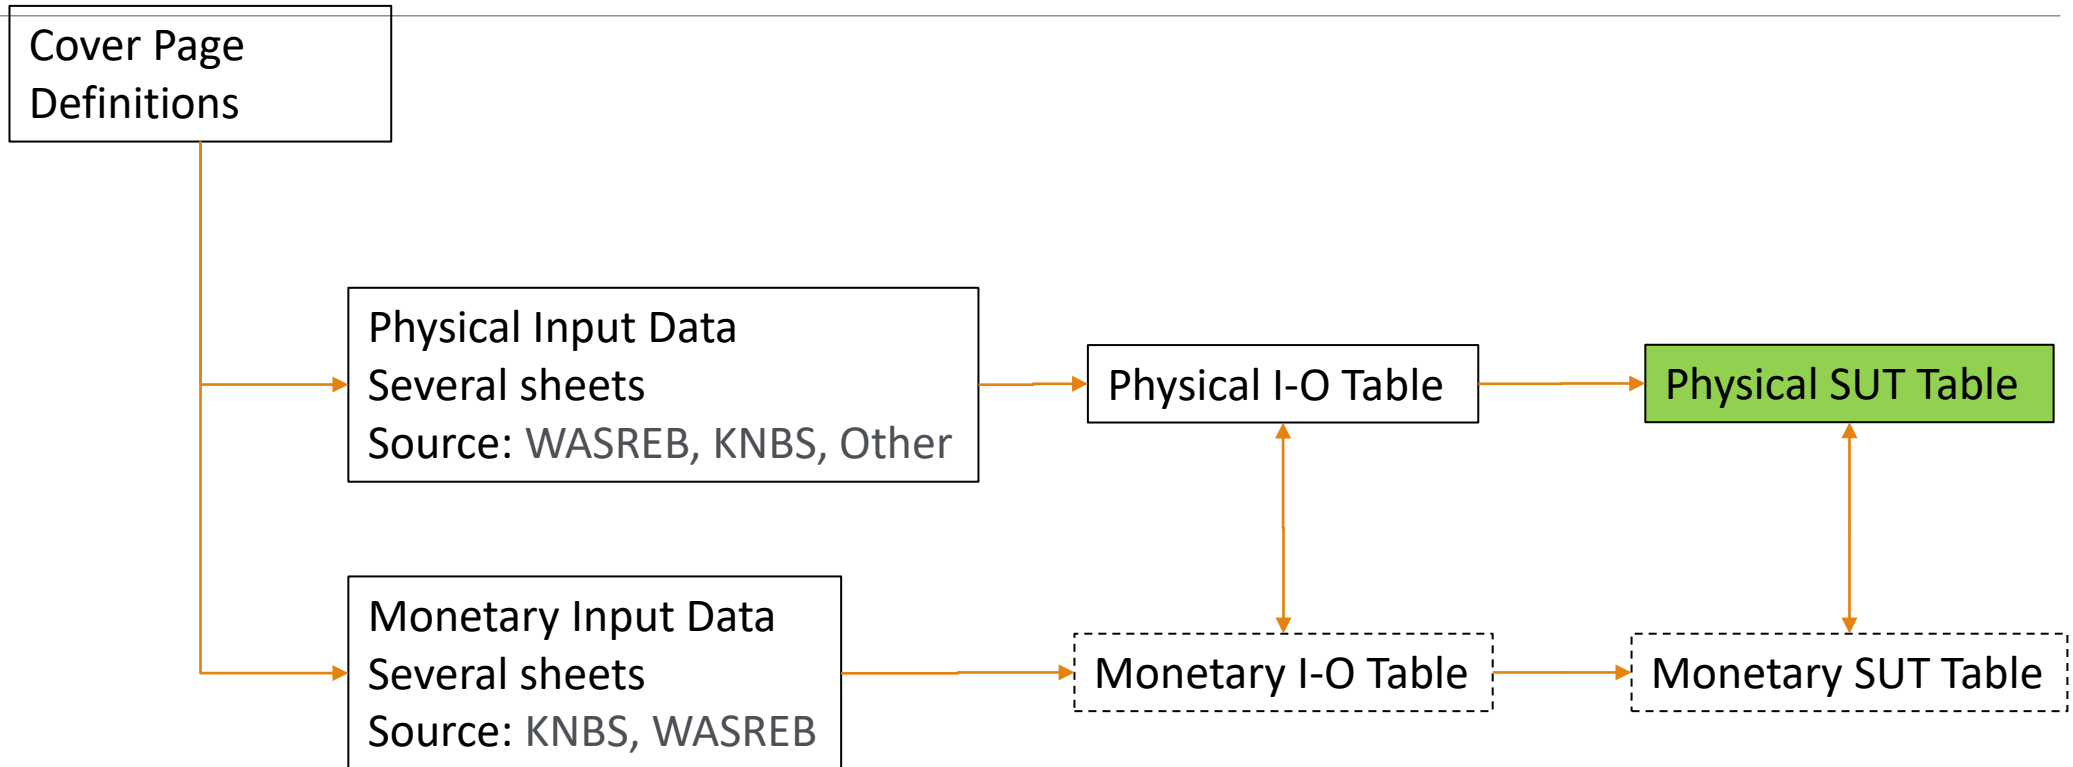 Cover Page
Definitions
Physical Input Data
Several sheets
Source: WASREB, KNBS, Other
Physical I-O Table
Physical SUT Table
Monetary Input Data
Several sheets
Source: KNBS, WASREB
Monetary I-O Table
Monetary SUT Table